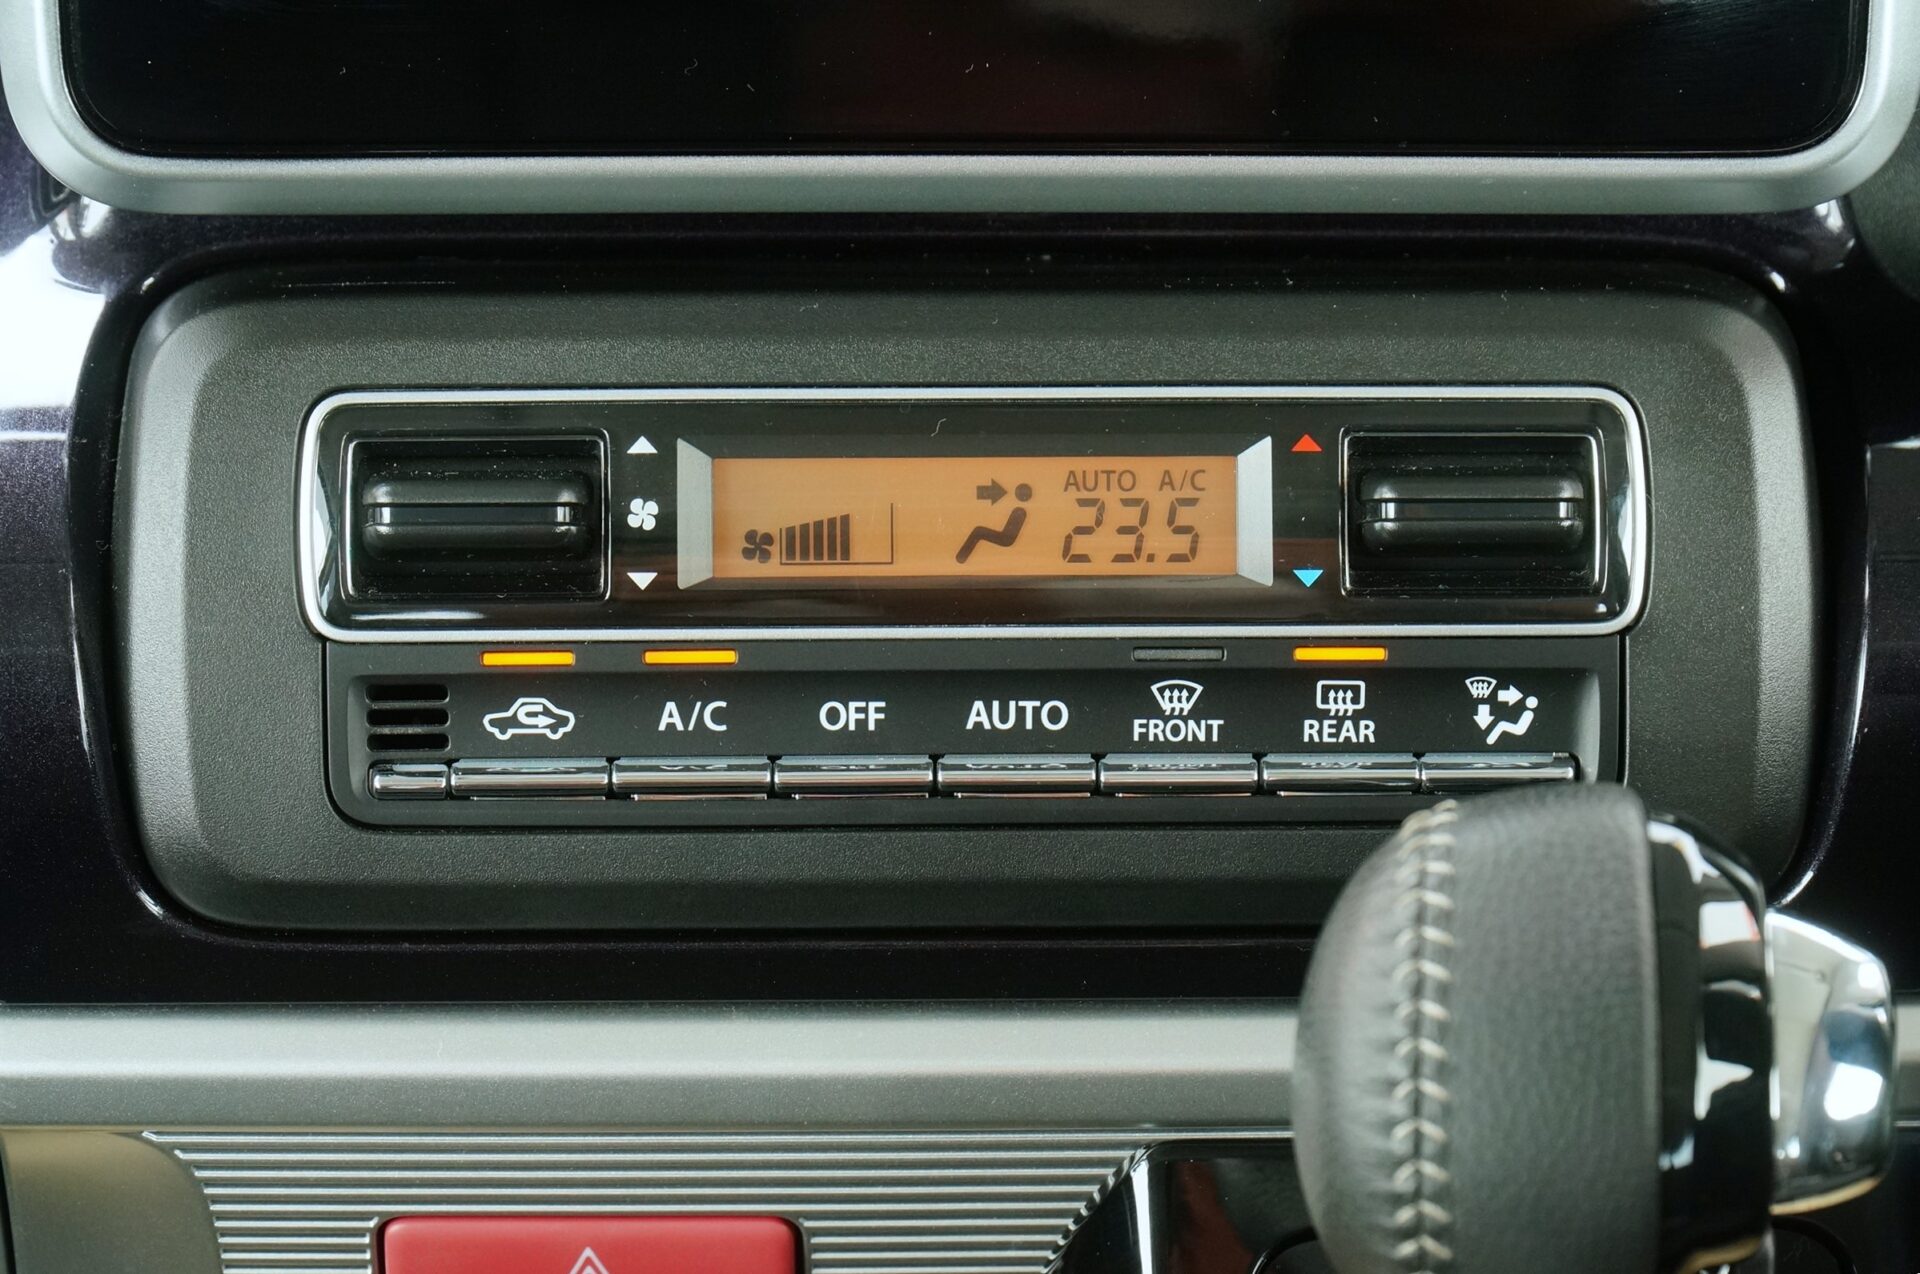 AUTO A/C
23.5
A/C OFF AUTO FRONT REAR